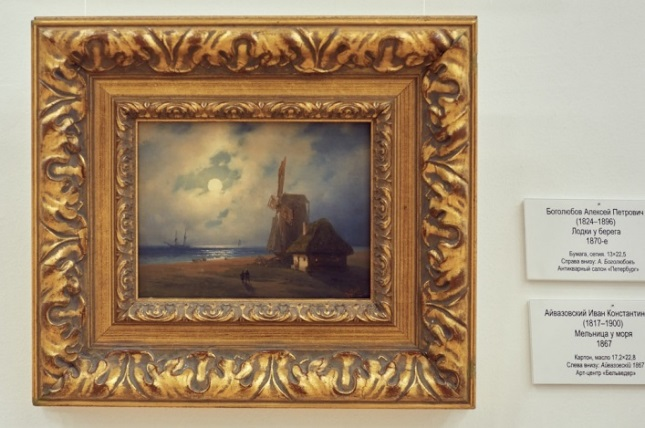 Боголюбов Алексей Петрович
(1824–1896)
Лодки у берега
1870-е
Бумага, сепия. 13×22,5
Справа внизу: А. Боголюбовъ
Антикварный салон «Петербург»
Айвазовский Иван Константин
(1817–1900)
Мельница у моря
1867
Картон, масло 17,2×22,8
Слева внизу: Айвазовскiй 1867
Арт-центр «Бельведер»